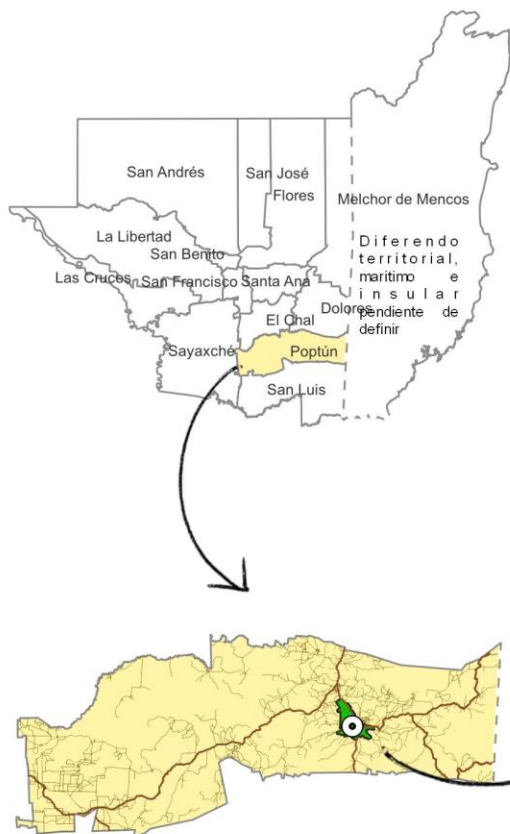 San Andrés
San José
Flores
Melchor de Mencos
La Libertad
San Benito
Diferendo
territorial,
maritimo e
insular
pendiente de
definir
Las Cruces
San Francisco
Santa Ana
Dolores
El Chal
Sayaxché
Poptún
San Luis